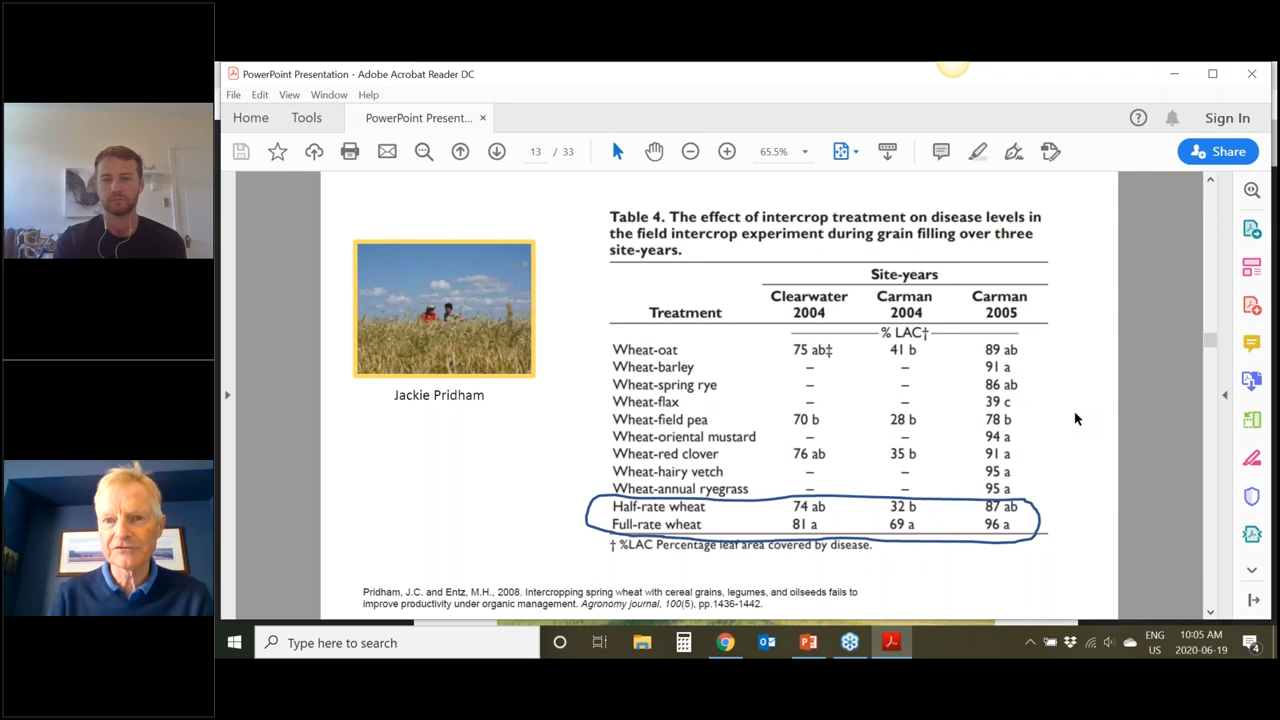 PowerPoint Presentation - Adobe Acrobat Reader DC
File Edit View Window Help
Home Tools PowerPoint Present... × Sign In
13 / 33 65.5% Share
Table 4. The effect of intercrop treatment on disease levels in
the field intercrop experiment during grain filling over three
site-years.
Site-years
Treatment Clearwater 2004 Carman 2004 Carman 2005
% LAC†
Wheat-oat 75 ab‡ 41 b 89 ab
Wheat-barley – – 91 a
Wheat-spring rye – – 86 ab
Wheat-flax – – 39 c
Wheat-field pea 70 b 28 b 78 b
Wheat-oriental mustard – – 94 a
Wheat-red clover 76 ab 35 b 91 a
Wheat-hairy vetch – – 95 a
Wheat-annual ryegrass – – 95 a
Half-rate wheat 74 ab 32 b 87 ab
Full-rate wheat 81 a 69 a 96 a
† %LAC Percentage leaf area covered by disease.
Jackie Pridham
Pridham, J.C. and Entz, M.H., 2008. Intercropping spring wheat with cereal grains, legumes, and oilseeds fails to
improve productivity under organic management. Agronomy journal, 100(5), pp.1436-1442.
Type here to search
ENG 10:05 AM
US 2020-06-19
4